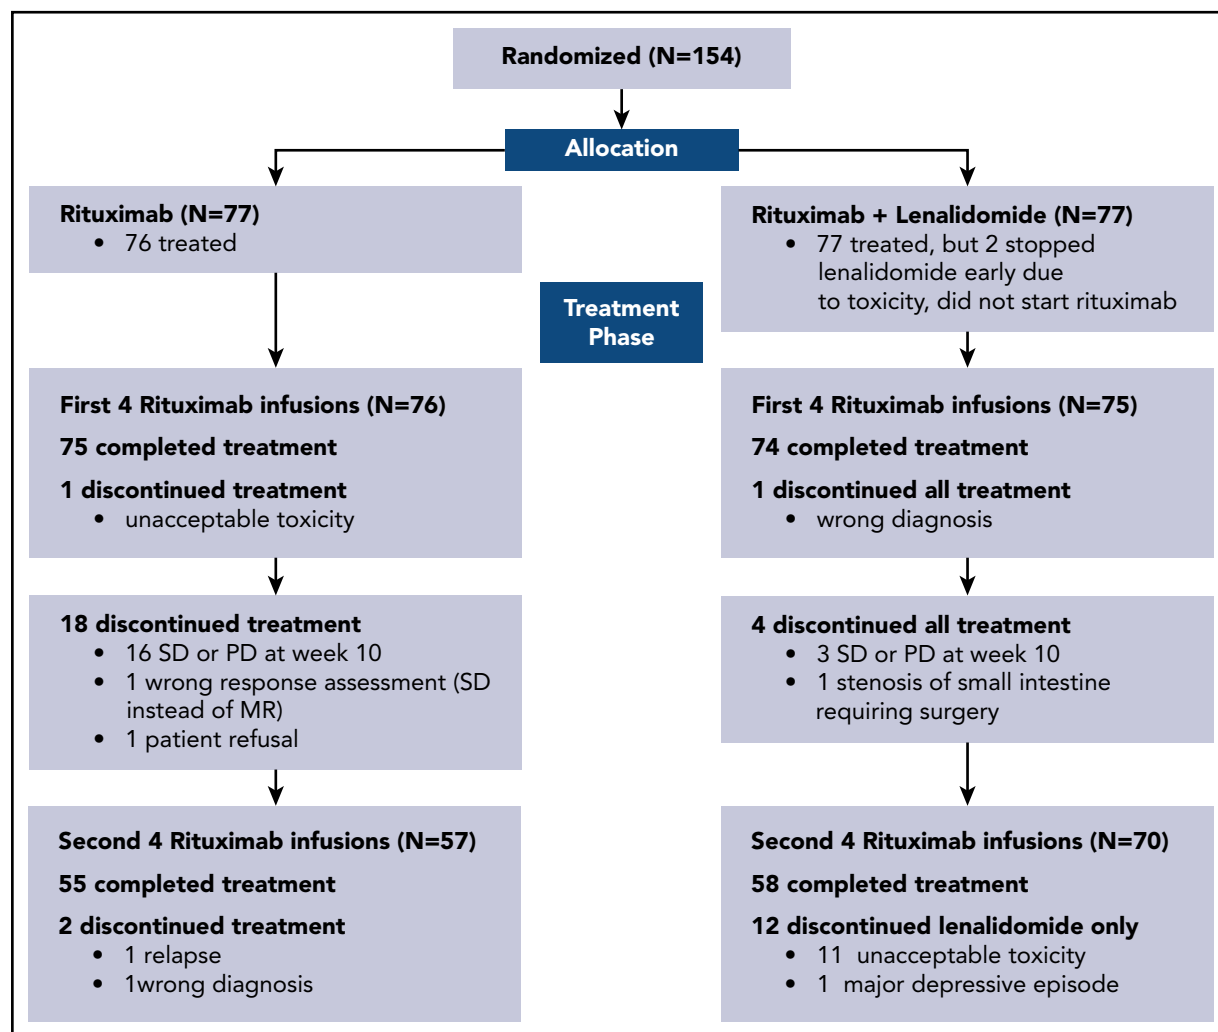 Randomized (N=154)
Allocation
Rituximab (N=77)
• 76 treated
Rituximab + Lenalidomide (N=77)
• 77 treated, but 2 stopped
lenalidomide early due
to toxicity, did not start rituximab
Treatment
Phase
First 4 Rituximab infusions (N=76)
75 completed treatment
1 discontinued treatment
• unacceptable toxicity
First 4 Rituximab infusions (N=75)
74 completed treatment
1 discontinued all treatment
• wrong diagnosis
18 discontinued treatment
• 16 SD or PD at week 10
• 1 wrong response assessment (SD
instead of MR)
• 1 patient refusal
4 discontinued all treatment
• 3 SD or PD at week 10
• 1 stenosis of small intestine
requiring surgery
Second 4 Rituximab infusions (N=57)
55 completed treatment
2 discontinued treatment
• 1 relapse
• 1wrong diagnosis
Second 4 Rituximab infusions (N=70)
58 completed treatment
12 discontinued lenalidomide only
• 11 unacceptable toxicity
• 1 major depressive episode